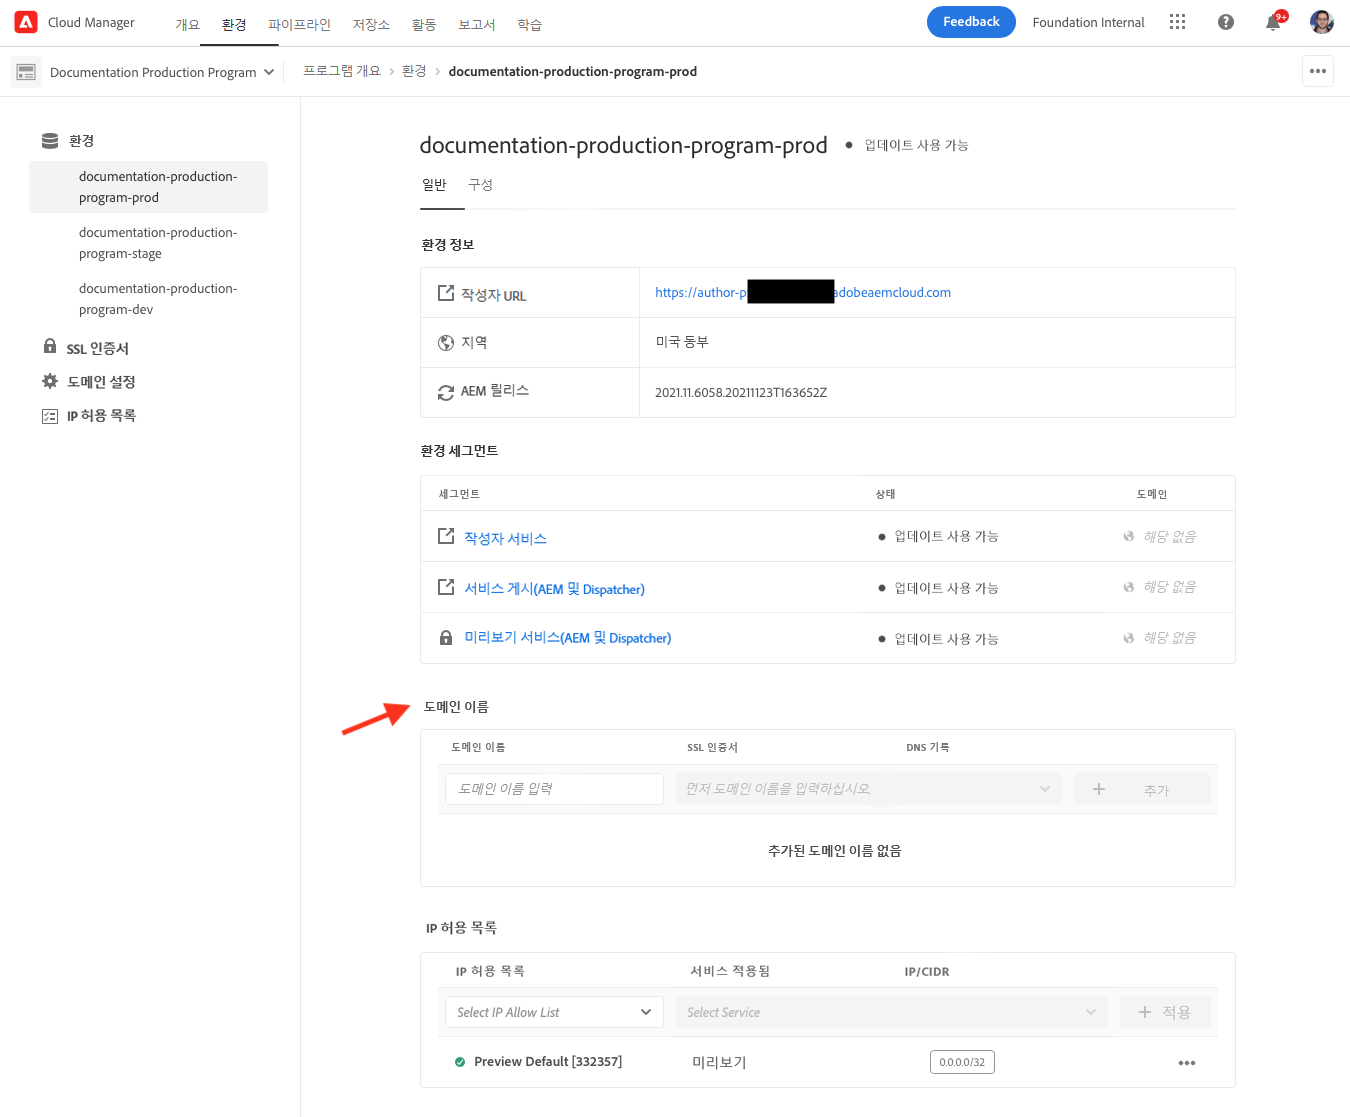 Cloud Manager 개요 환경 파이프라인 저장소 활동 보고서 학습 Feedback Foundation Internal 9+
Documentation Production Program 프로그램 개요 > 환경 > documentation-production-program-prod
환경
documentation-production-
program-prod
documentation-production-
program-stage
documentation-production-
program-dev
SSL 인증서
도메인 설정
IP 허용 목록
documentation-production-program-prod 업데이트 사용 가능
일반 구성
환경 정보
작성자 URL https://author-p adobeaemcloud.com
지역 미국 동부
AEM 릴리스 2021.11.6058.20211123T163652Z
환경 세그먼트
세그먼트 상태 도메인
작성자 서비스 업데이트 사용 가능 해당 없음
서비스 게시(AEM 및 Dispatcher) 업데이트 사용 가능 해당 없음
미리보기 서비스(AEM 및 Dispatcher) 업데이트 사용 가능 해당 없음
도메인 이름
도메인 이름 SSL 인증서 DNS 기록
도메인 이름 입력 먼저 도메인 이름을 입력하십시오. + 추가
추가된 도메인 이름 없음
IP 허용 목록
IP 허용 목록 서비스 적용됨 IP/CIDR
Select IP Allow List Select Service + 적용
Preview Default [332357] 미리보기 0.0.0.0/32